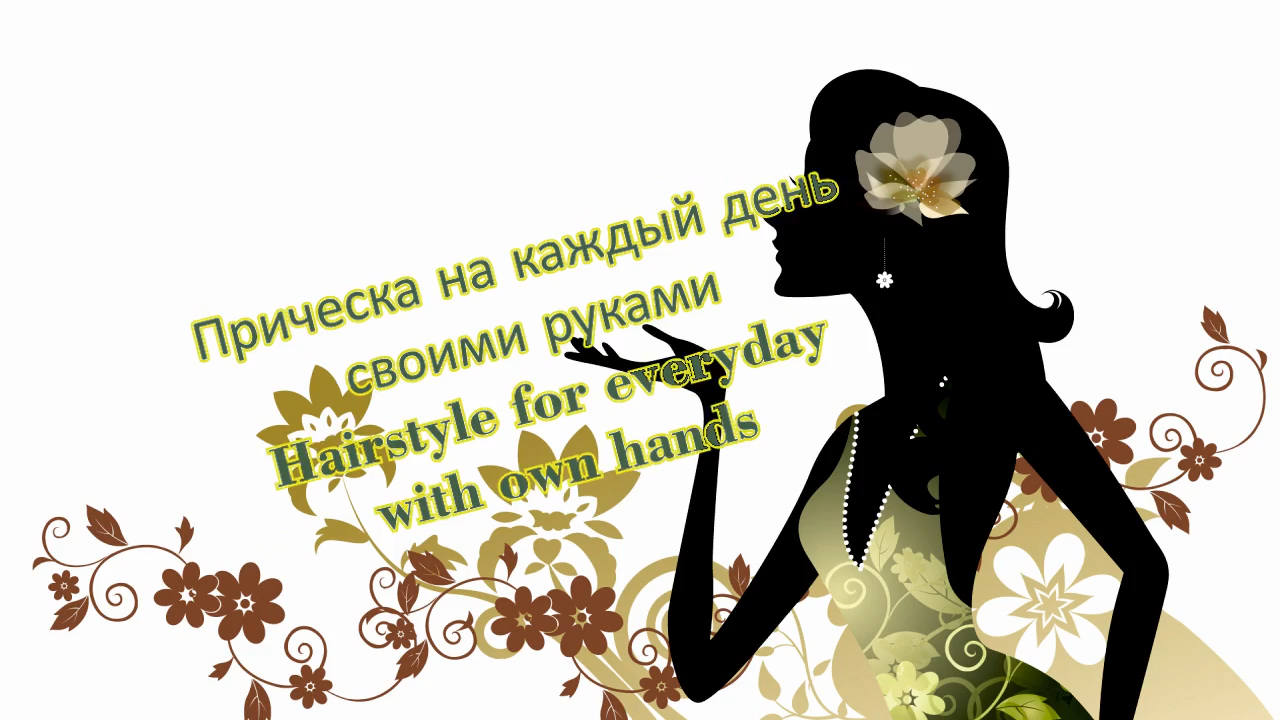 Прическа на каждый день
своими руками
Hairstyle for everyday
with own hands